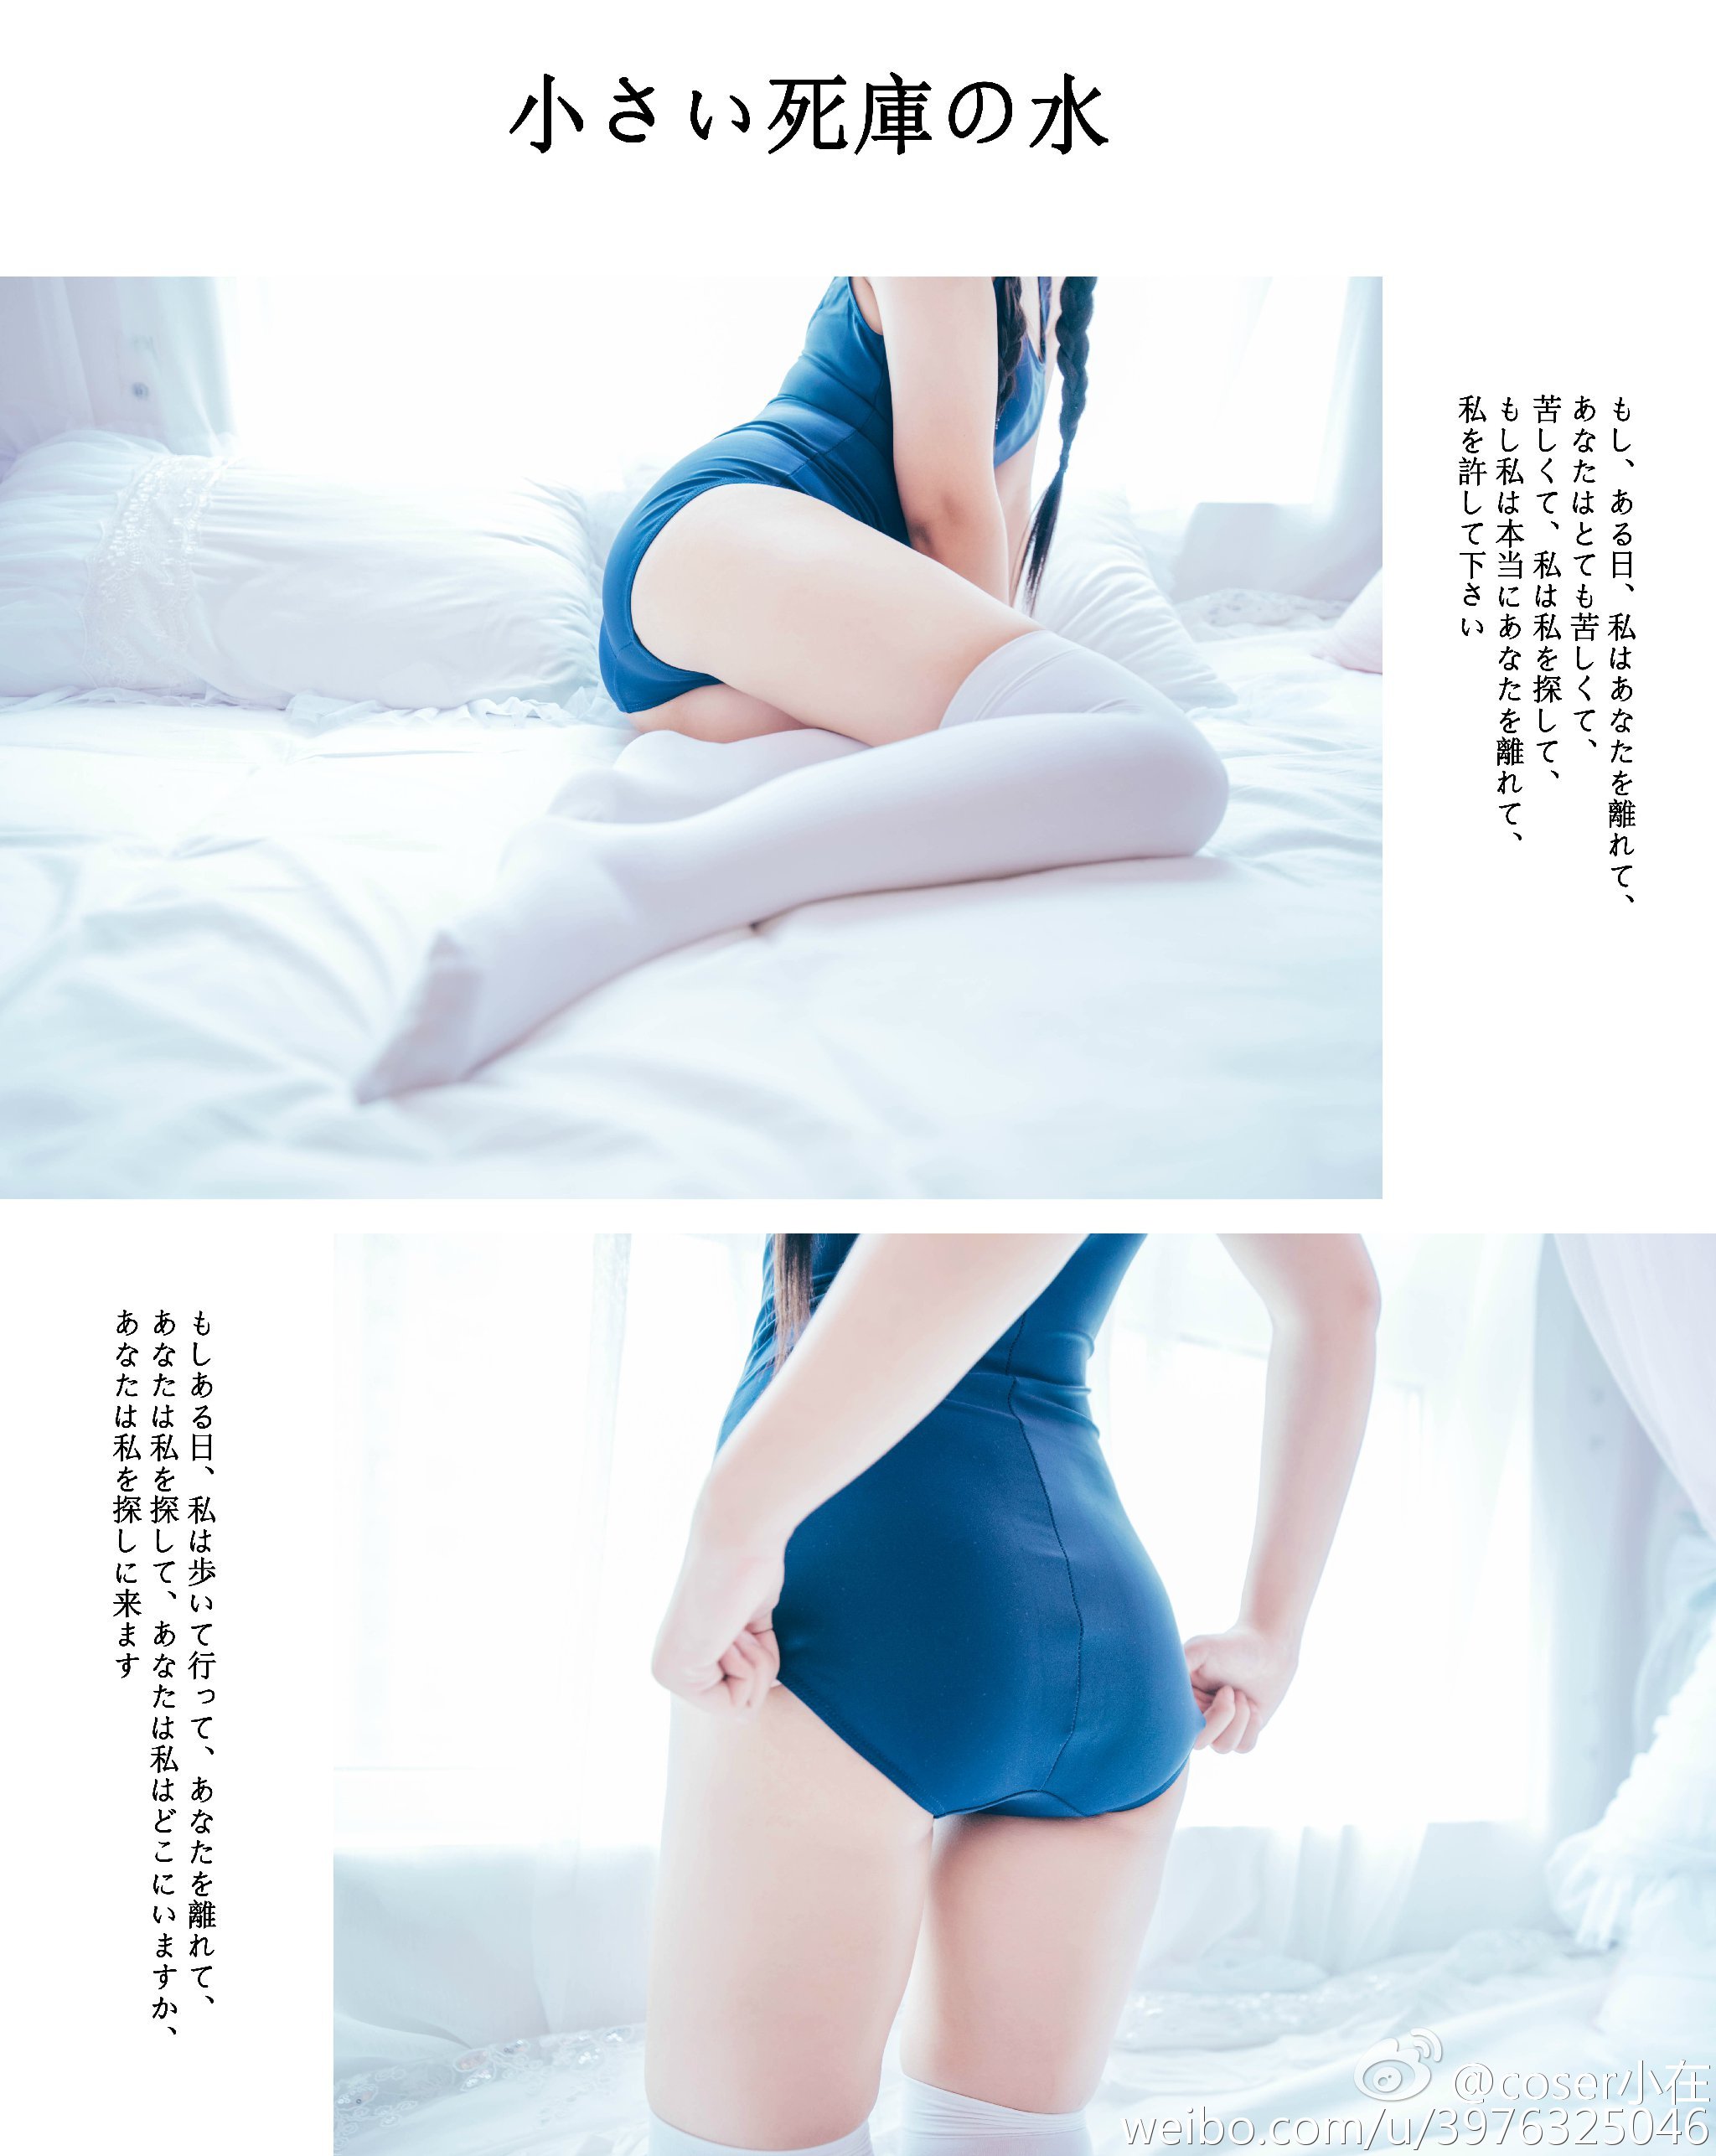 小さい死庫の水
もし、ある日、私はあなたを離れて、
あなたはとても苦しくて、
苦しくて、私は私を探して、
もし私は本当にあなたを離れて、
私を許して下さい
もしある日、私は歩いて行って、あなたを離れて、
あなたは私を探して、あなたは私はどこにいますか、
あなたは私を探しに来ます
@coser小在
weibo.com/u/3976325046